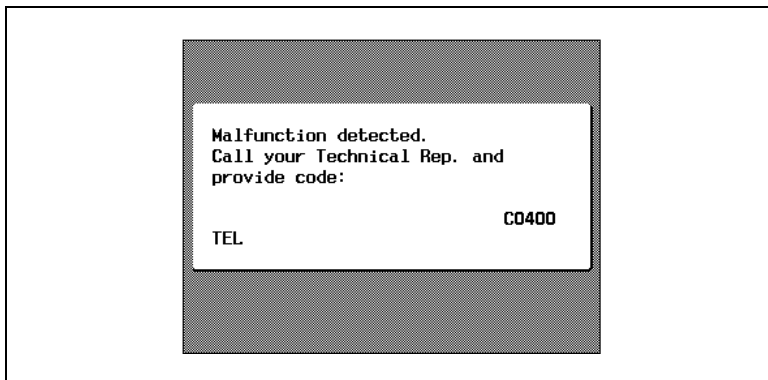 Malfunction detected.
Call your Technical Rep. and
provide code:
C0400
TEL